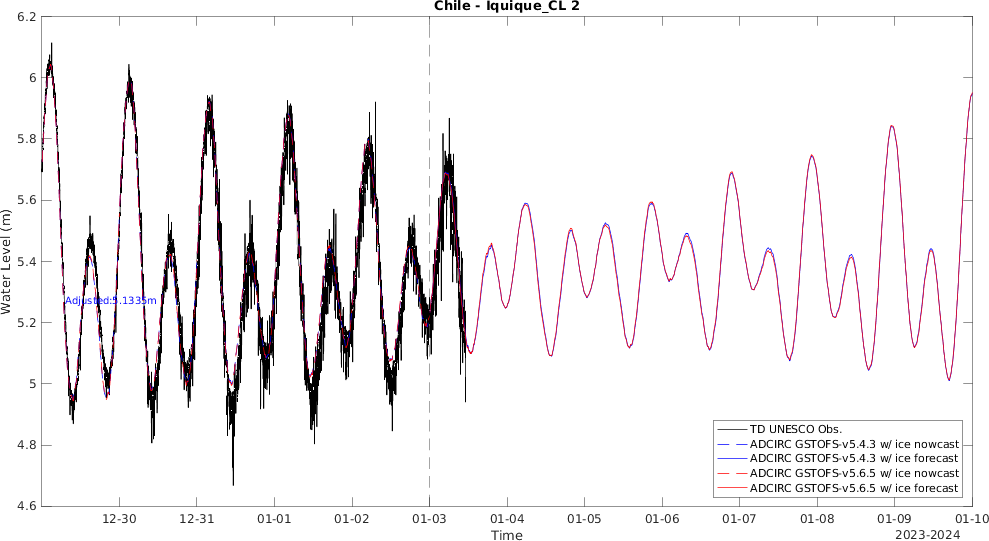 Chile - Iquique_CL 2
6.2
6
5.8
5.6
5.4
5.2
5
4.8
4.6
Water Level (m)
Adjusted:5.1335m
12-30
12-31
01-01
01-02
01-03
01-04
01-05
01-06
01-07
01-08
01-09
01-10
Time
2023-2024
TD UNESCO Obs.
ADCIRC GSTOFS-v5.4.3 w/ ice nowcast
ADCIRC GSTOFS-v5.4.3 w/ ice forecast
ADCIRC GSTOFS-v5.6.5 w/ ice nowcast
ADCIRC GSTOFS-v5.6.5 w/ ice forecast